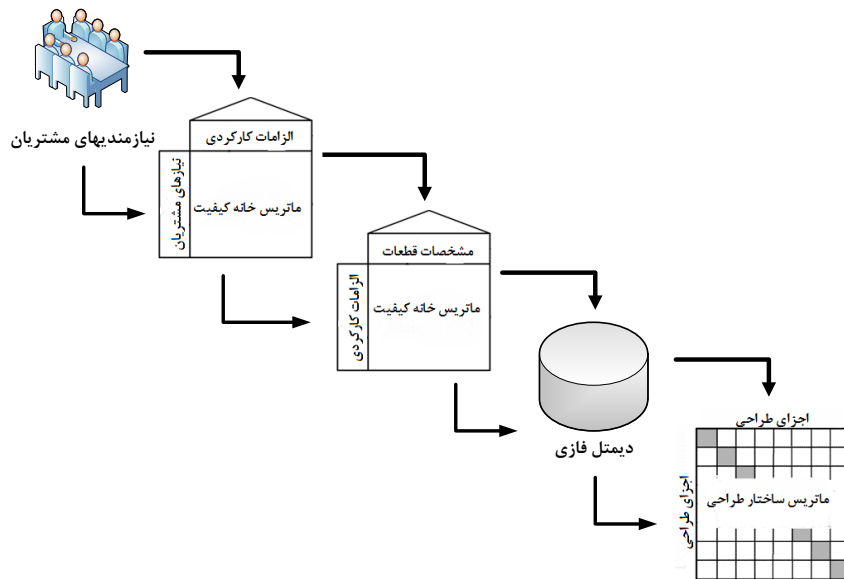 نیازمندیهای مشتریان
الزامات کارکردی
نیازهای مشتریان
ماتریس خانه کیفیت
مشخصات قطعات
الزامات کارکردی
ماتریس خانه کیفیت
دیمتل فازی
اجزای طراحی
اجزای طراحی
ماتریس ساختار طراحی